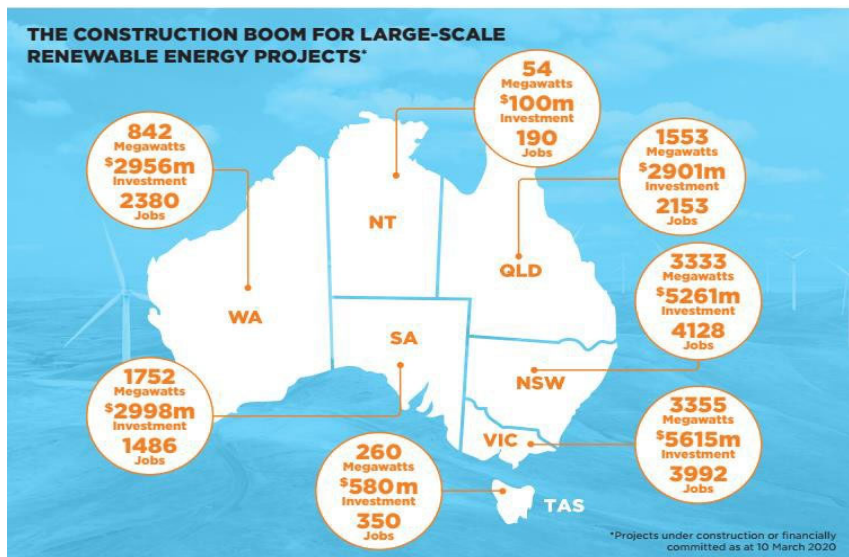 THE CONSTRUCTION BOOM FOR LARGE-SCALE
RENEWABLE ENERGY PROJECTS*
54
Megawatts
$100m
Investment
190
Jobs
842
Megawatts
$2956m
Investment
2380
Jobs
1553
Megawatts
$2901m
Investment
2153
Jobs
NT
QLD
WA
SA
NSW
VIC
TAS
3333
Megawatts
$5261m
Investment
4128
Jobs
1752
Megawatts
$2998m
Investment
1486
Jobs
3355
Megawatts
$5615m
Investment
3992
Jobs
260
Megawatts
$580m
Investment
350
Jobs
*Projects under construction or financially
committed as at 10 March 2020